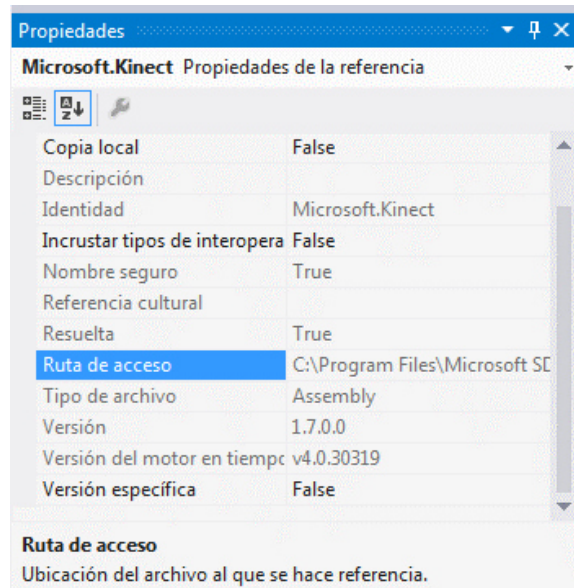 Propiedades
Microsoft.Kinect Propiedades de la referencia
Copia local False
Descripción
Identidad Microsoft.Kinect
Incrustar tipos de interopera False
Nombre seguro True
Referencia cultural
Resuelta True
Ruta de acceso C:\Program Files\Microsoft SD
Tipo de archivo Assembly
Versión 1.7.0.0
Versión del motor en tiempo v4.0.30319
Versión específica False
Ruta de acceso
Ubicación del archivo al que se hace referencia.